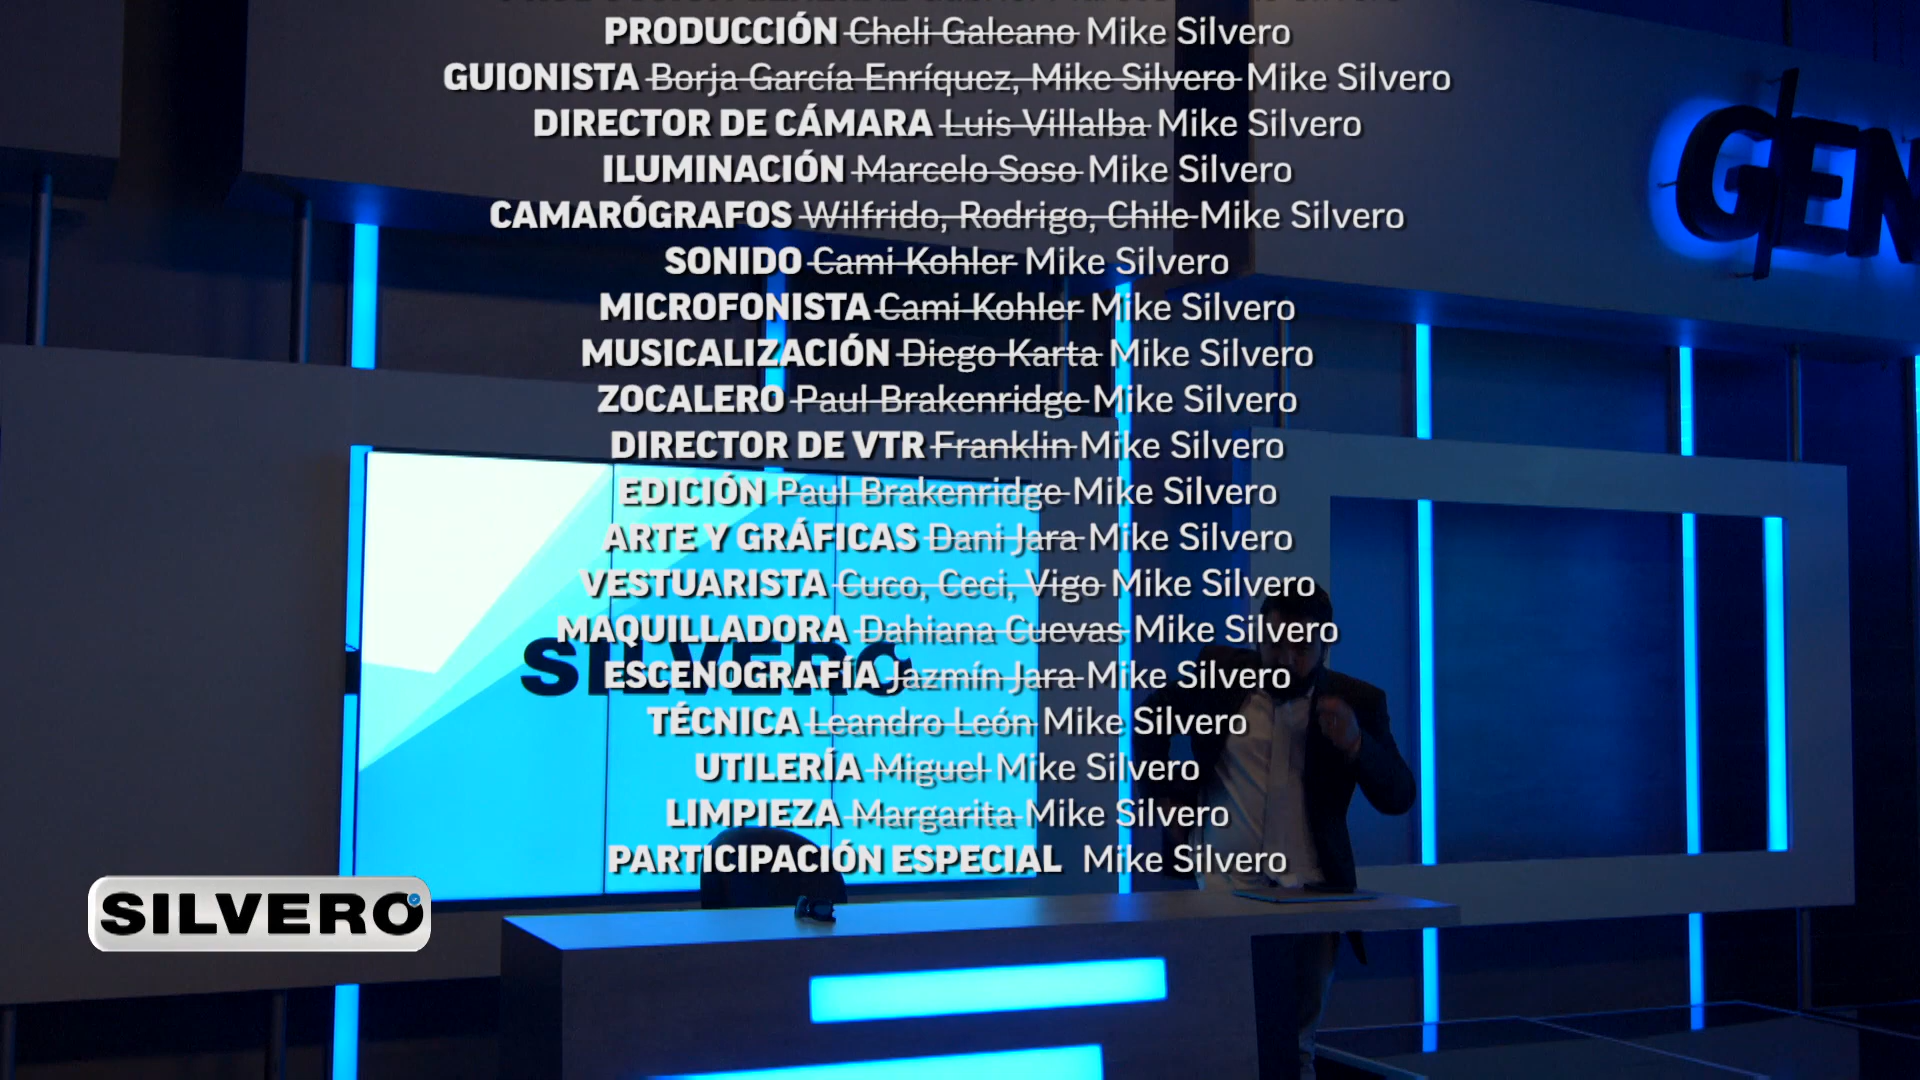 PRODUCCIÓN Cheli Galeano Mike Silvero
GUIONISTA Borja García Enríquez, Mike Silvero Mike Silvero
DIRECTOR DE CÁMARA Luis Villalba Mike Silvero
ILUMINACIÓN Marcelo Soso Mike Silvero
CAMARÓGRAFOS Wilfrido, Rodrigo, Chile Mike Silvero
SONIDO Cami Kohler Mike Silvero
MICROFONISTA Cami Kohler Mike Silvero
MUSICALIZACIÓN Diego Karta Mike Silvero
ZOCALERO Paul Brakenridge Mike Silvero
DIRECTOR DE VTR Franklin Mike Silvero
EDICIÓN Paul Brakenridge Mike Silvero
ARTE Y GRÁFICAS Dani Jara Mike Silvero
VESTUARISTA Cuco, Ceci, Vigo Mike Silvero
MAQUILLADORA Dahiana Cuevas Mike Silvero
ESCENOGRAFÍA Jazmín Jara Mike Silvero
TÉCNICA Leandro León Mike Silvero
UTILERÍA Miguel Mike Silvero
LIMPIEZA Margarita Mike Silvero
PARTICIPACIÓN ESPECIAL Mike Silvero
GEN
SILVERO
SILVERO